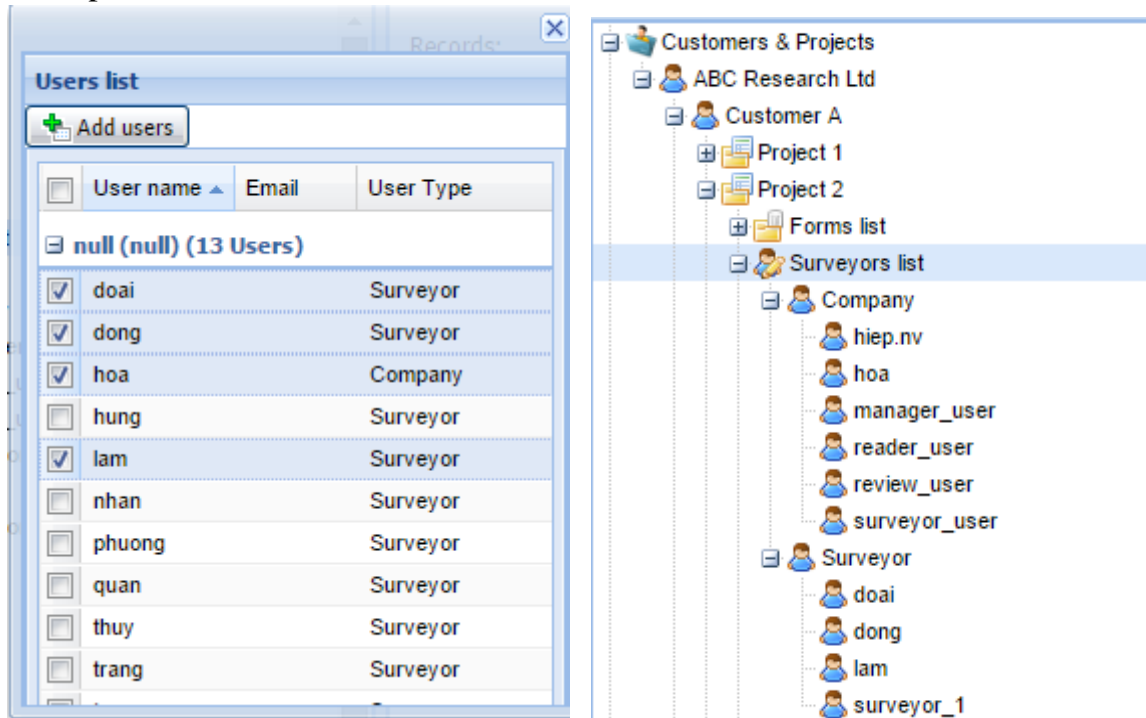 Records:
Users list
Add users
User name Email User Type
null (null) (13 Users)
doai Surveyor
dong Surveyor
hoa Company
hung Surveyor
lam Surveyor
nhan Surveyor
phuong Surveyor
quan Surveyor
thuy Surveyor
trang Surveyor
Customers & Projects
ABC Research Ltd
Customer A
Project 1
Project 2
Forms list
Surveyors list
Company
hiep.nv
hoa
manager_user
reader_user
review_user
surveyor_user
Surveyor
doai
dong
lam
surveyor_1